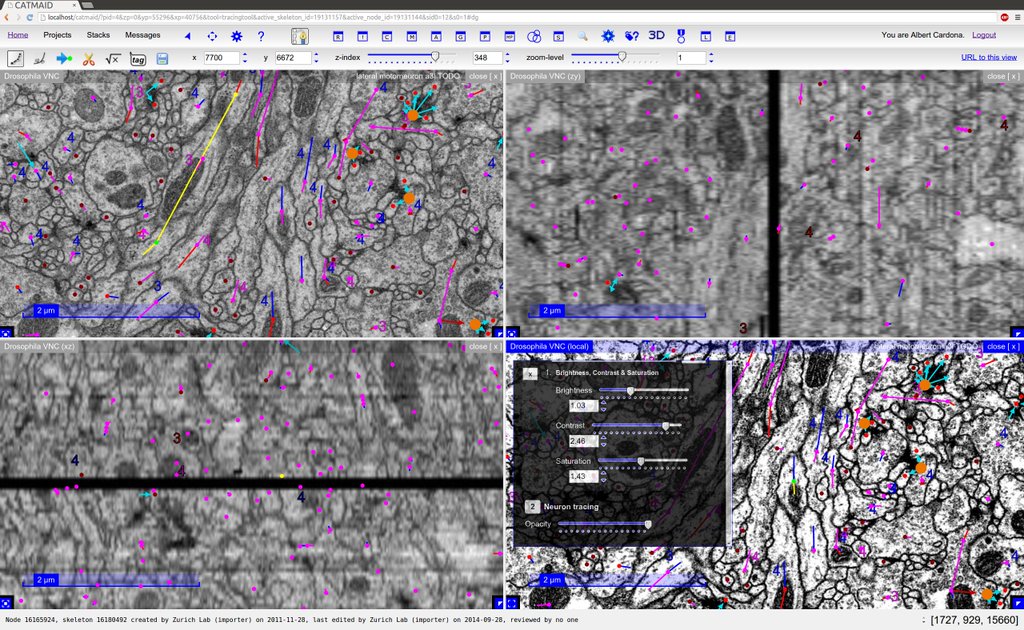 CATMAID
localhost/catmaid/?pid=4&zp=0&yp=55296&xp=40756&tool=tracingtool&active_skeleton_id=19131157&active_node_id=19131144&sid0=12&s0=1#dg
Home Projects Stacks Messages 3D You are Albert Cardona. Logout
tag x 7700 y 6672 z-index 348 zoom-level 1 URL to this view
Drosophila VNC lateral motorneuron a3l TODO close [ x ]
2 µm
Drosophila VNC (zy) close [ x ]
2 µm
Drosophila VNC (xz) close [ x ]
2 µm
Drosophila VNC (local) close [ x ]
1. Brightness, Contrast & Saturation
Brightness
1.03
Contrast
2.46
Saturation
1.43
2 Neuron tracing
Opacity
2 µm
Node 16165924, skeleton 16180492 created by Zurich Lab (importer) on 2011-11-28, last edited by Zurich Lab (importer) on 2014-09-28, reviewed by no one
: [1727, 929, 15660]